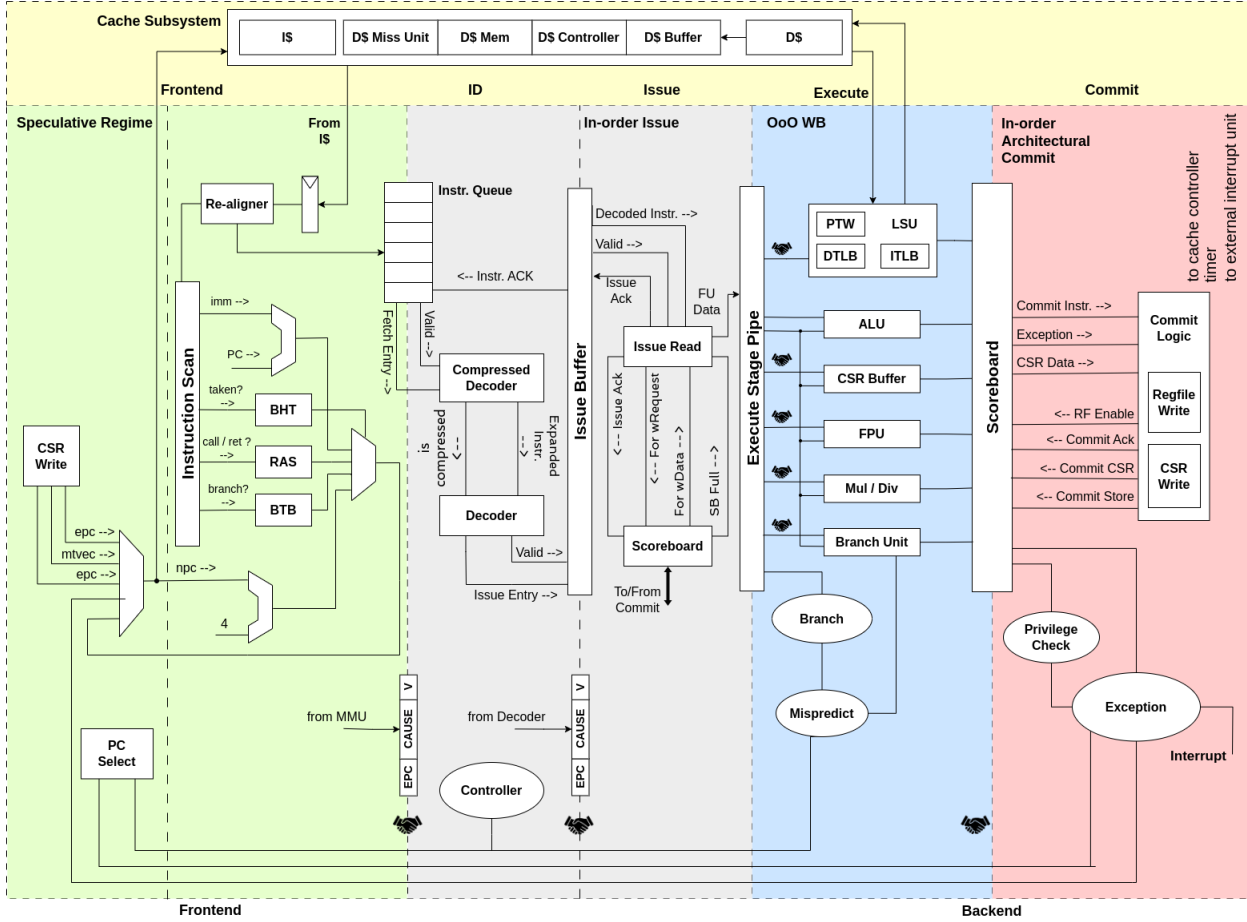 Cache Subsystem
I$
D$ Miss Unit
D$ Mem
D$ Controller
D$ Buffer
D$
Frontend
ID
Issue
Execute
Commit
Speculative Regime
From
I$
In-order Issue
OoO WB
In-order
Architectural
Commit
to cache controller
timer
to external interrupt unit
Re-aligner
Instr. Queue
Decoded Instr. -->
Valid -->
<-- Instr. ACK
Issue
Ack
FU
Data
PTW
LSU
DTLB
ITLB
Instruction Scan
imm -->
PC -->
taken?
-->
BHT
call / ret ?
-->
RAS
branch?
-->
BTB
Fetch Entry -->
Valid -->
Compressed
Decoder
is
compressed
<--
Expanded
Instr.
<--
Decoder
Valid -->
Issue Entry -->
Issue Buffer
Issue Read
<-- Issue Ack
<-- For wRequest
For wData -->
SB Full -->
Scoreboard
To/From
Commit
Execute Stage Pipe
ALU
CSR Buffer
FPU
Mul / Div
Branch Unit
Scoreboard
Commit Instr. -->
Exception -->
CSR Data -->
<-- RF Enable
<-- Commit Ack
<-- Commit CSR
<-- Commit Store
Commit
Logic
Regfile
Write
CSR
Write
CSR
Write
epc -->
mtvec -->
epc -->
npc -->
4
Branch
Mispredict
Privilege
Check
Exception
Interrupt
from MMU
V
CAUSE
EPC
from Decoder
V
CAUSE
EPC
PC
Select
Controller
Frontend
Backend